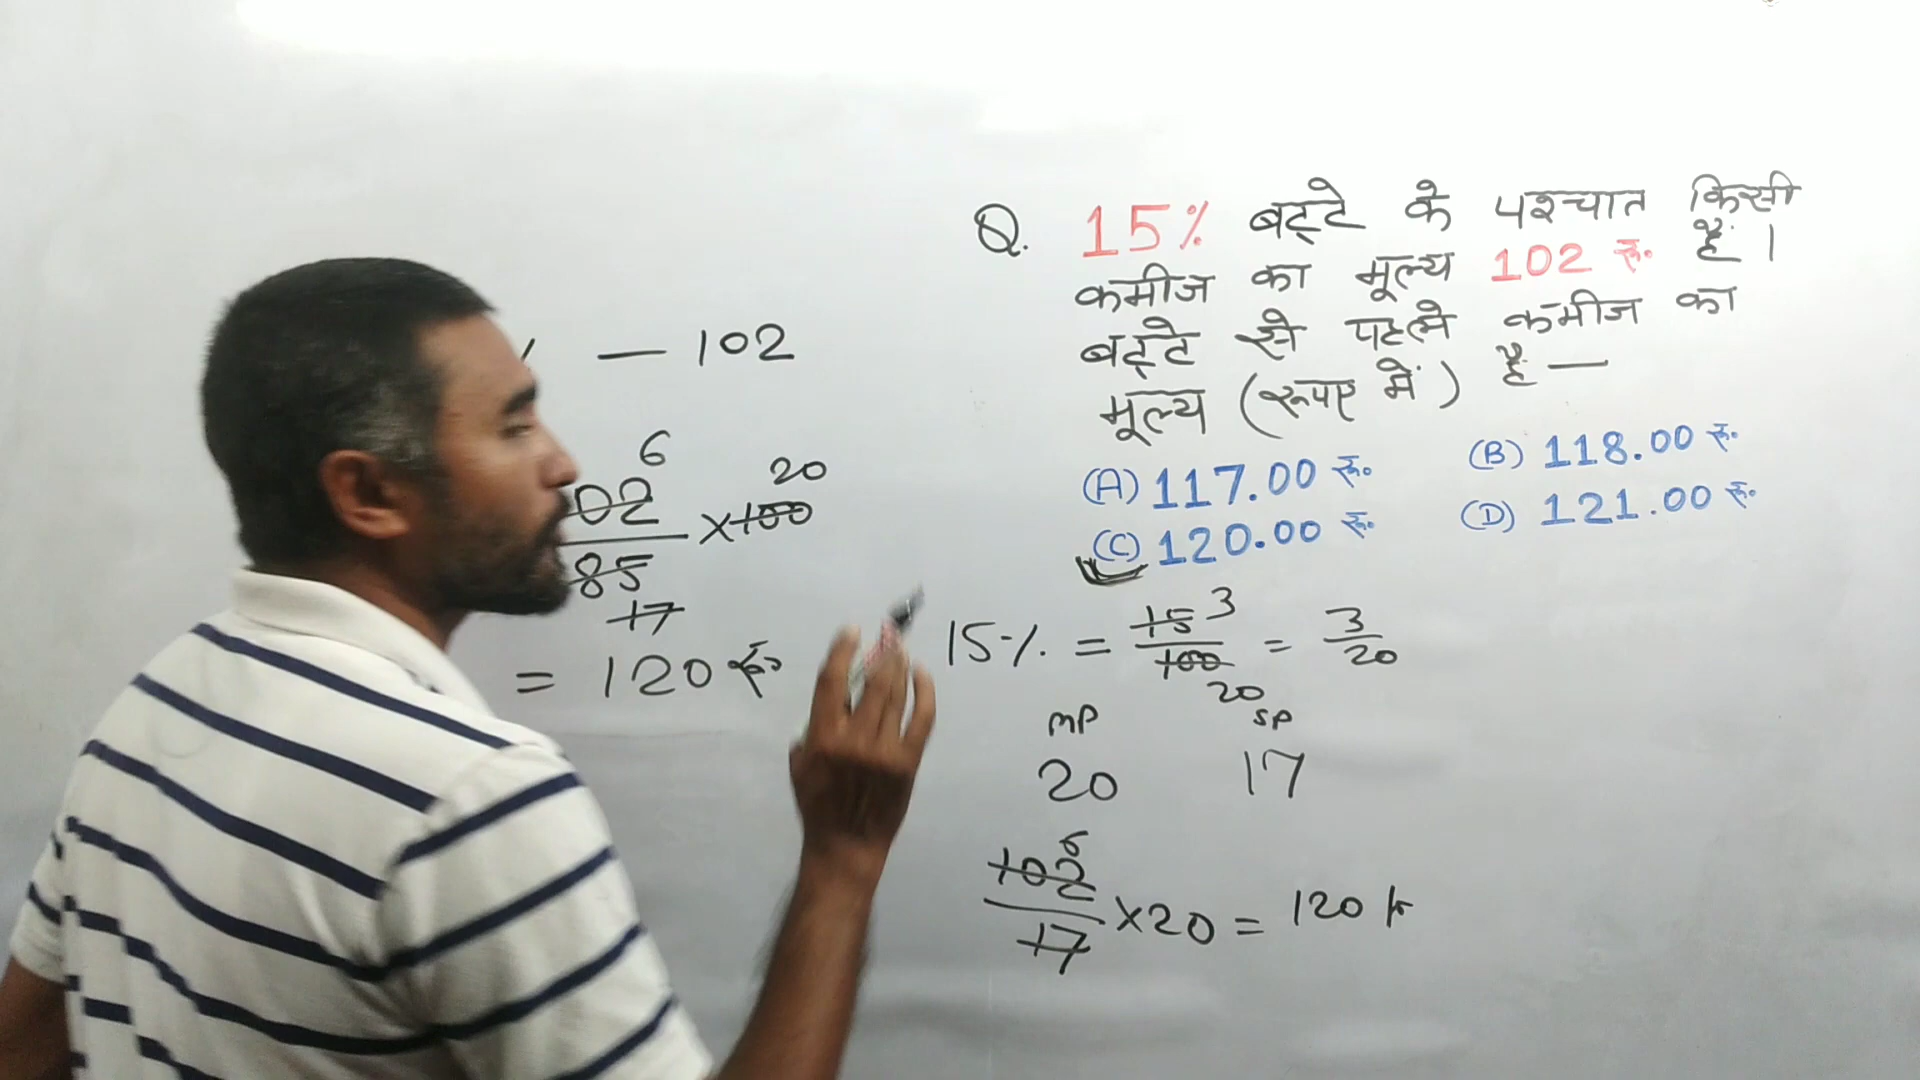 Q. 15% बट्टे के पश्चात किसी
कमीज का मूल्य 102 रु. हैं।
बट्टे से पहले कमीज का
मूल्य (रूपए में) हैं —
(A) 117.00 रु. (B) 118.00 रु.
(C) 120.00 रु. (D) 121.00 रु.
— 102
6
20
02
×100
85
17
= 120 रु.
15% = 15/100 = 3/20
3
20
MP SP
20 17
6
102/17 ×20 = 120